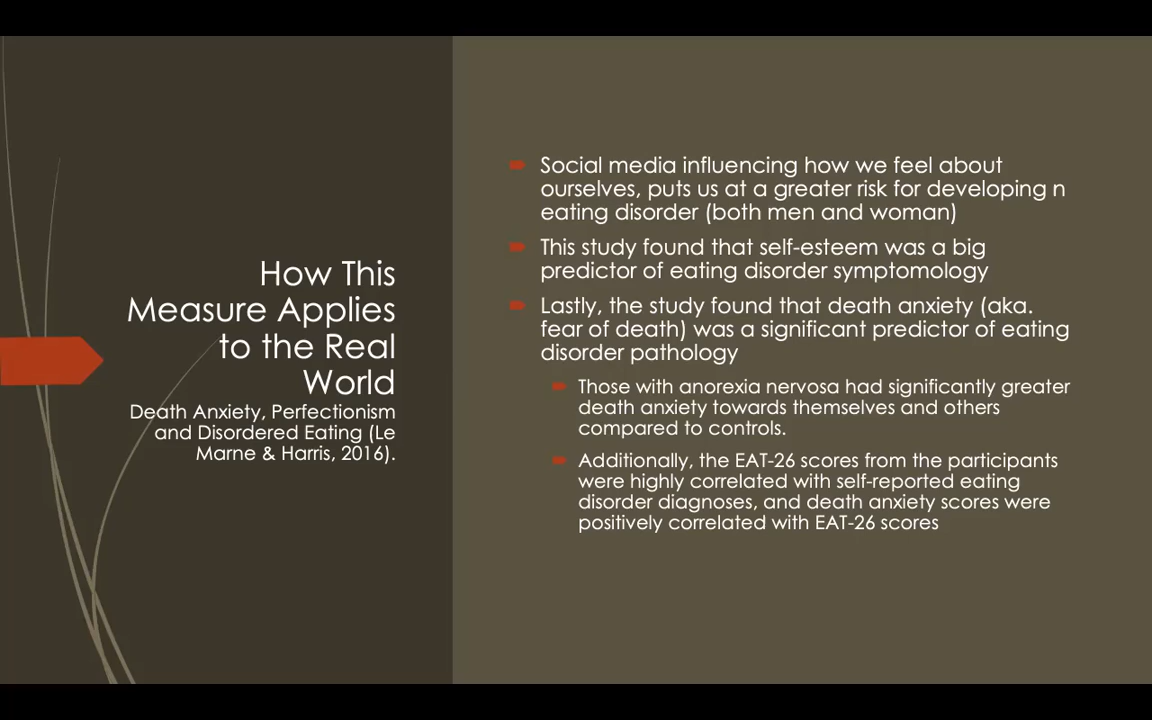 How This
Measure Applies
to the Real
World
Death Anxiety, Perfectionism
and Disordered Eating (Le
Marne & Harris, 2016).
Social media influencing how we feel about
ourselves, puts us at a greater risk for developing n
eating disorder (both men and woman)
This study found that self-esteem was a big
predictor of eating disorder symptomology
Lastly, the study found that death anxiety (aka.
fear of death) was a significant predictor of eating
disorder pathology
Those with anorexia nervosa had significantly greater
death anxiety towards themselves and others
compared to controls.
Additionally, the EAT-26 scores from the participants
were highly correlated with self-reported eating
disorder diagnoses, and death anxiety scores were
positively correlated with EAT-26 scores